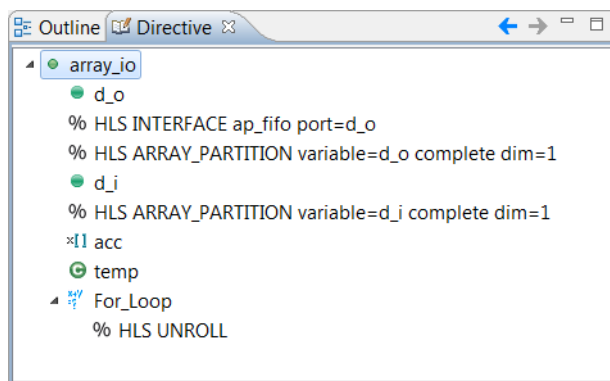 Outline Directive
array_io
d_o
% HLS INTERFACE ap_fifo port=d_o
% HLS ARRAY_PARTITION variable=d_o complete dim=1
d_i
% HLS ARRAY_PARTITION variable=d_i complete dim=1
×[] acc
C temp
For_Loop
% HLS UNROLL